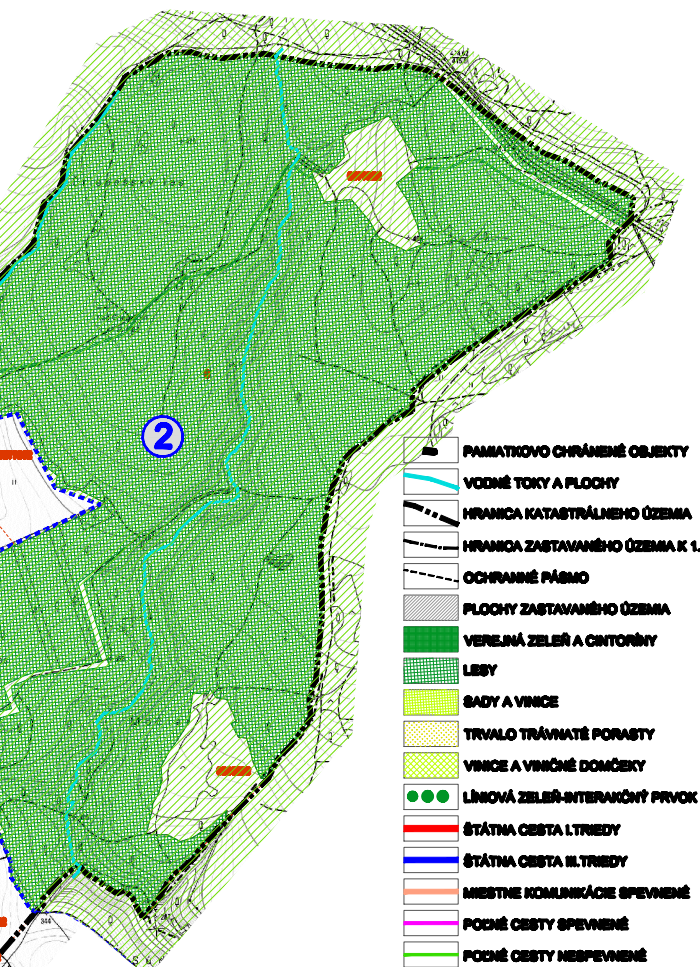 2
PAMIATKOVO CHRÁNENÉ OBJEKTY
VODNÉ TOKY A PLOCHY
HRANICA KATASTRÁLNEHO ÚZEMIA
HRANICA ZASTAVANÉHO ÚZEMIA K 1.
OCHRANNÉ PÁSMO
PLOCHY ZASTAVANÉHO ÚZEMIA
VEREJNÁ ZELEŇ A CINTORÍNY
LESY
SADY A VINICE
TRVALO TRÁVNATÉ PORASTY
VINICE A VINIČNÉ DOMČEKY
LÍNIOVÁ ZELEŇ-INTERAKČNÝ PRVOK
ŠTÁTNA CESTA I.TRIEDY
ŠTÁTNA CESTA III.TRIEDY
MIESTNE KOMUNIKÁCIE SPEVNENÉ
POĽNÉ CESTY SPEVNENÉ
POĽNÉ CESTY NESPEVNENÉ
344